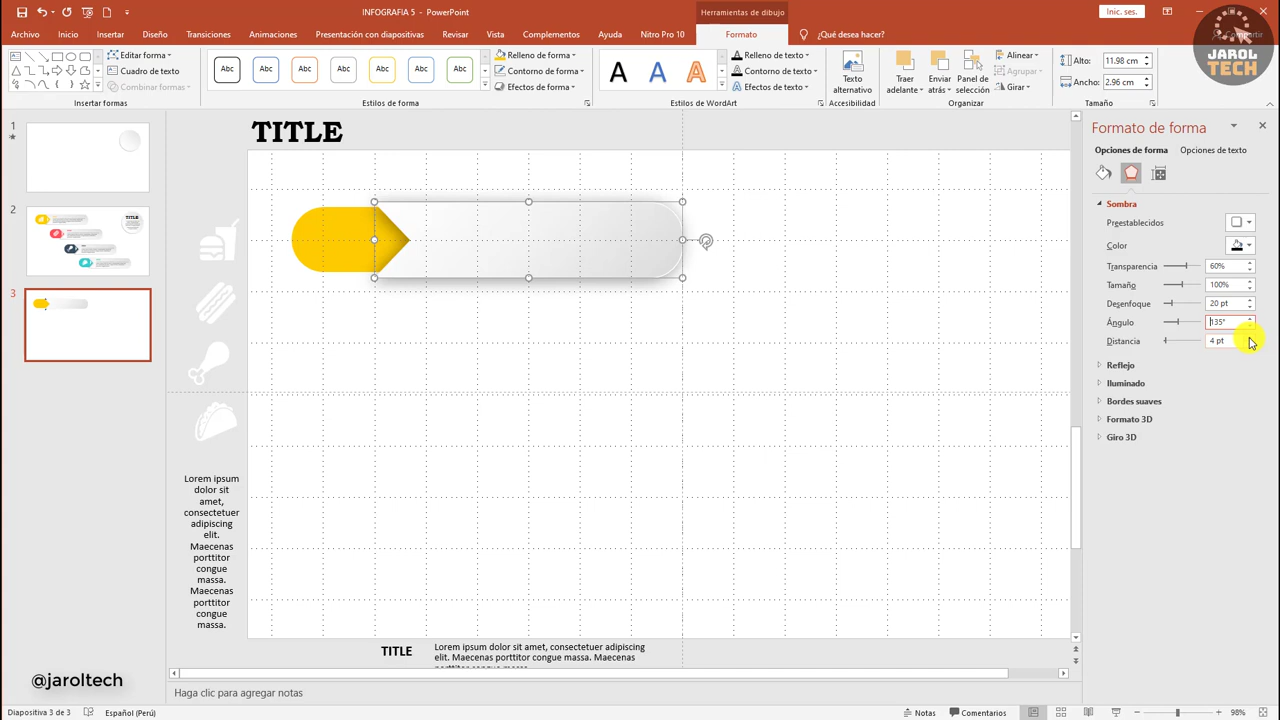 INFOGRAFIA 5 - PowerPoint
Herramientas de dibujo
Inic. ses.
Archivo
Inicio
Insertar
Diseño
Transiciones
Animaciones
Presentación con diapositivas
Revisar
Vista
Complementos
Ayuda
Nitro Pro 10
Formato
¿Qué desea hacer?
Compartir
JAROL
TECH
Editar forma
Cuadro de texto
Combinar formas
Insertar formas
Abc
Abc
Abc
Abc
Abc
Abc
Abc
Relleno de forma
Contorno de forma
Efectos de forma
Estilos de forma
A
A
A
Relleno de texto
Contorno de texto
Efectos de texto
Estilos de WordArt
Texto
alternativo
Accesibilidad
Traer
adelante
Enviar
atrás
Panel de
selección
Alinear
Agrupar
Girar
Organizar
Alto:
11.98 cm
Ancho:
2.96 cm
Tamaño
1
2
TITLE
3
TITLE
Lorem ipsum
dolor sit
amet,
consectetuer
adipiscing
elit.
Maecenas
porttitor
congue
massa.
Maecenas
porttitor
congue
massa.
TITLE
Lorem ipsum dolor sit amet, consectetuer
adipiscing elit. Maecenas porttitor congue
massa. Maecenas porttitor congue massa. Maecenas
Formato de forma
Opciones de forma
Opciones de texto
Sombra
Preestablecidos
Color
Transparencia
60%
Tamaño
100%
Desenfoque
20 pt
Ángulo
135°
Distancia
4 pt
Reflejo
Iluminado
Bordes suaves
Formato 3D
Giro 3D
@jaroltech
Haga clic para agregar notas
Diapositiva 3 de 3
Español (Perú)
Notas
Comentarios
98%